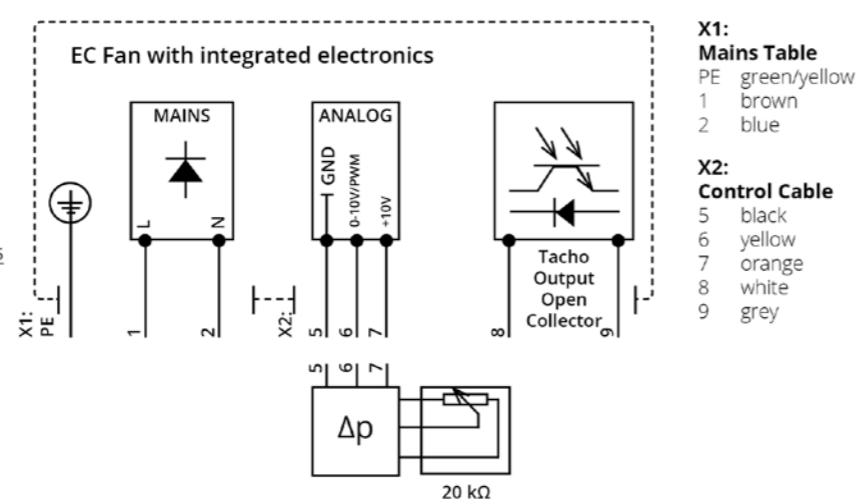 EC Fan with integrated electronics
MAINS
L
N
ANALOG
GND
0-10V/PWM
+10V
Tacho
Output
Open
Collector
X1:
PE
1
2
X2:
5
6
7
8
9
5
6
7
Δp
20 kΩ
X1:
Mains Table
PE green/yellow
1 brown
2 blue
X2:
Control Cable
5 black
6 yellow
7 orange
8 white
9 grey